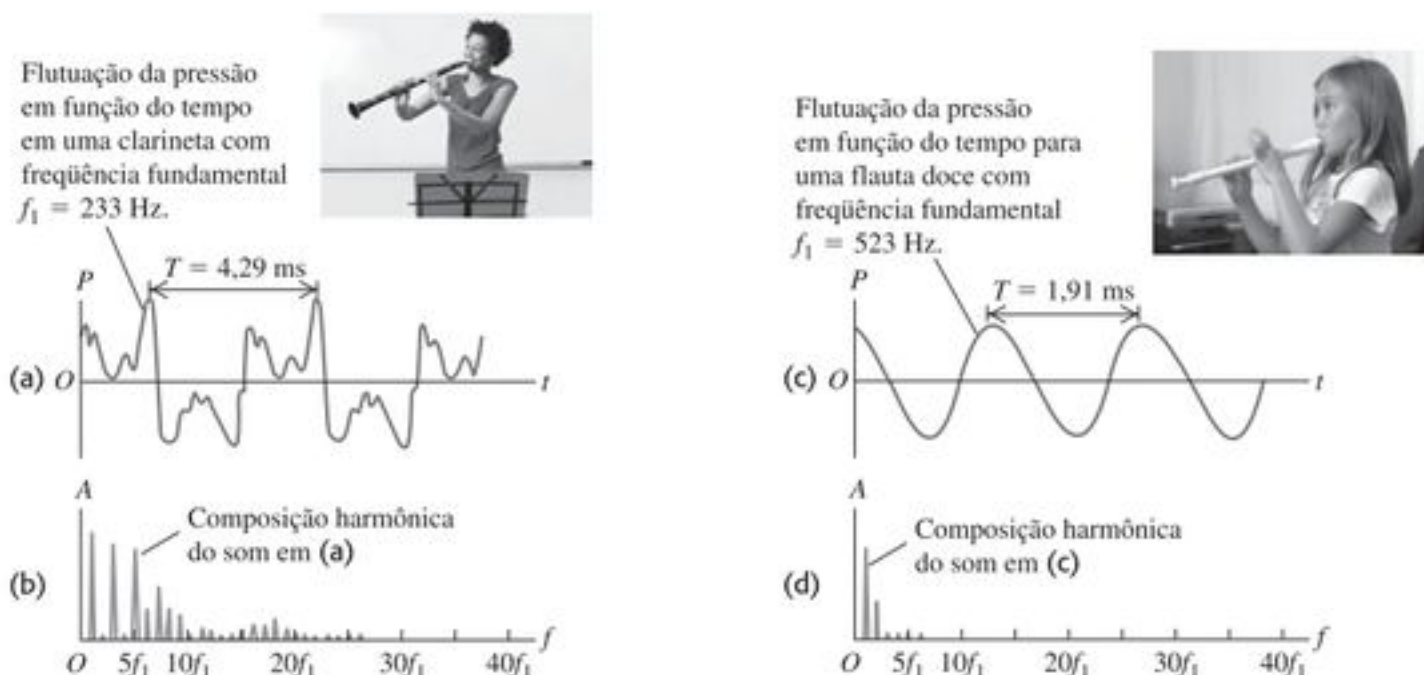 Flutuação da pressão
em função do tempo
em uma clarineta com
freqüência fundamental
f₁ = 233 Hz.
P
T = 4,29 ms
(a)
O
t
A
Composição harmônica
do som em (a)
(b)
O
5f₁
10f₁
20f₁
30f₁
40f₁
f
Flutuação da pressão
em função do tempo para
uma flauta doce com
freqüência fundamental
f₁ = 523 Hz.
P
T = 1,91 ms
(c)
O
t
A
Composição harmônica
do som em (c)
(d)
O
5f₁
10f₁
20f₁
30f₁
40f₁
f